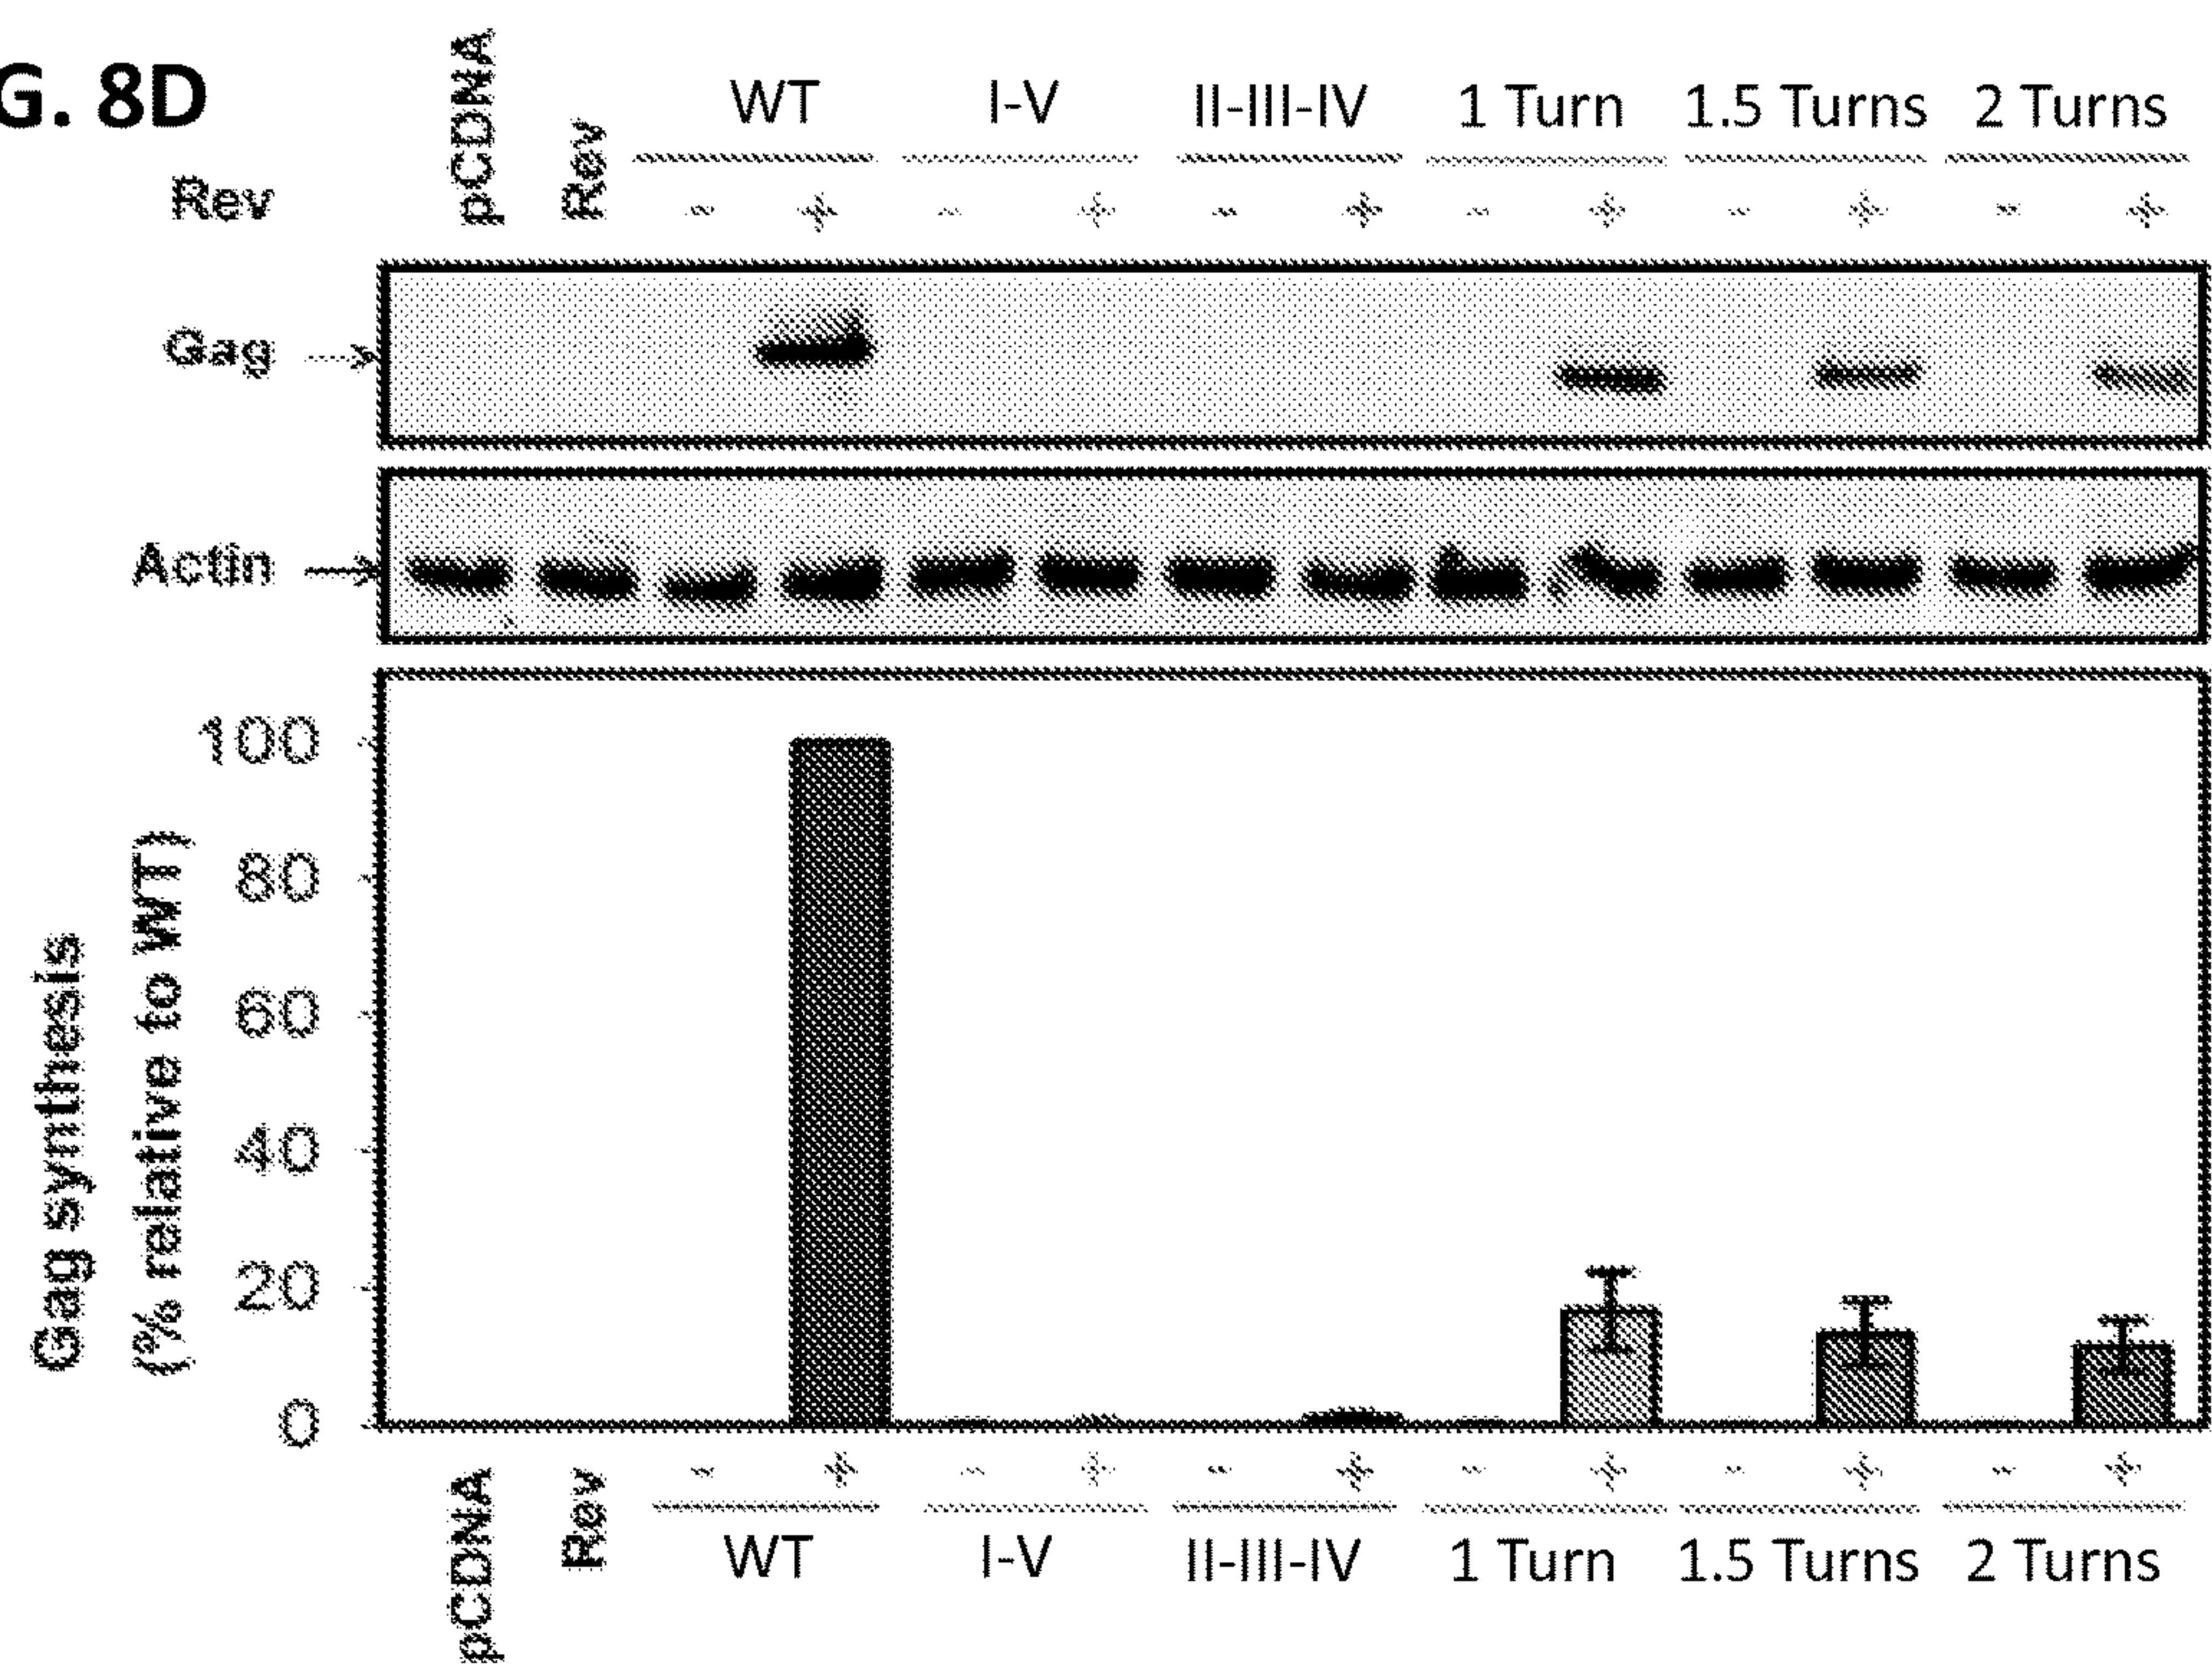 G. 8D
pCDNA
Rev
WT I-V II-III-IV 1 Turn 1.5 Turns 2 Turns
Rev - + - + - + - + - + - +
Gag
Actin
Gag synthesis
(% relative to WT)
100
80
60
40
20
0
- + - + - + - + - + - +
pCDNA
Rev
WT I-V II-III-IV 1 Turn 1.5 Turns 2 Turns